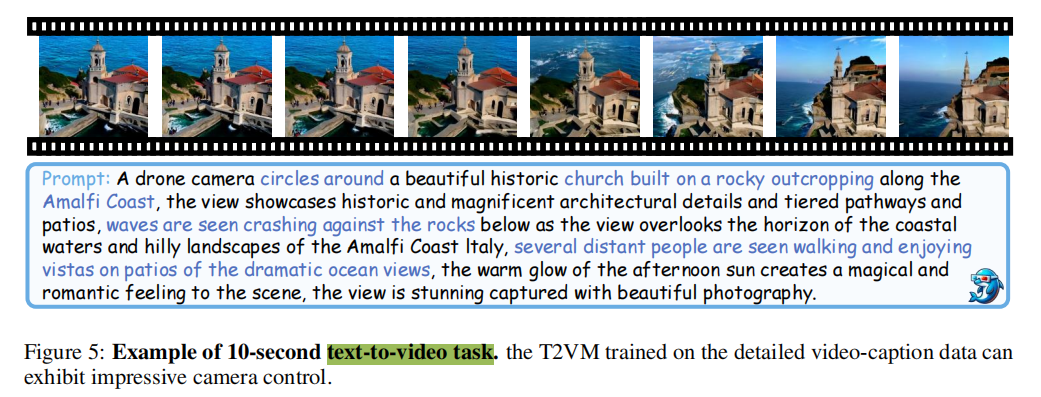 Prompt: A drone camera circles around a beautiful historic church built on a rocky outcropping along the
Amalfi Coast, the view showcases historic and magnificent architectural details and tiered pathways and
patios, waves are seen crashing against the rocks below as the view overlooks the horizon of the coastal
waters and hilly landscapes of the Amalfi Coast Italy, several distant people are seen walking and enjoying
vistas on patios of the dramatic ocean views, the warm glow of the afternoon sun creates a magical and
romantic feeling to the scene, the view is stunning captured with beautiful photography.
Figure 5: Example of 10-second text-to-video task. the T2VM trained on the detailed video-caption data can
exhibit impressive camera control.